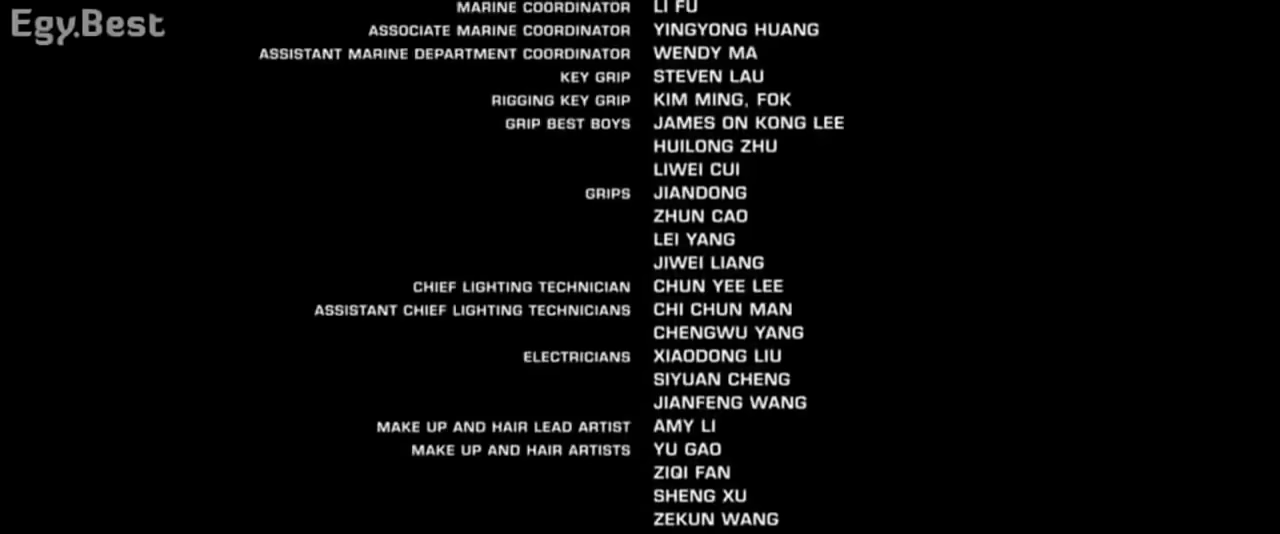 Egy.Best
MARINE COORDINATOR LI FU
ASSOCIATE MARINE COORDINATOR YINGYONG HUANG
ASSISTANT MARINE DEPARTMENT COORDINATOR WENDY MA
KEY GRIP STEVEN LAU
RIGGING KEY GRIP KIM MING, FOK
GRIP BEST BOYS JAMES ON KONG LEE
HUILONG ZHU
LIWEI CUI
GRIPS JIANDONG
ZHUN CAO
LEI YANG
JIWEI LIANG
CHIEF LIGHTING TECHNICIAN CHUN YEE LEE
ASSISTANT CHIEF LIGHTING TECHNICIANS CHI CHUN MAN
CHENGWU YANG
ELECTRICIANS XIAODONG LIU
SIYUAN CHENG
JIANFENG WANG
MAKE UP AND HAIR LEAD ARTIST AMY LI
MAKE UP AND HAIR ARTISTS YU GAO
ZIQI FAN
SHENG XU
ZEKUN WANG